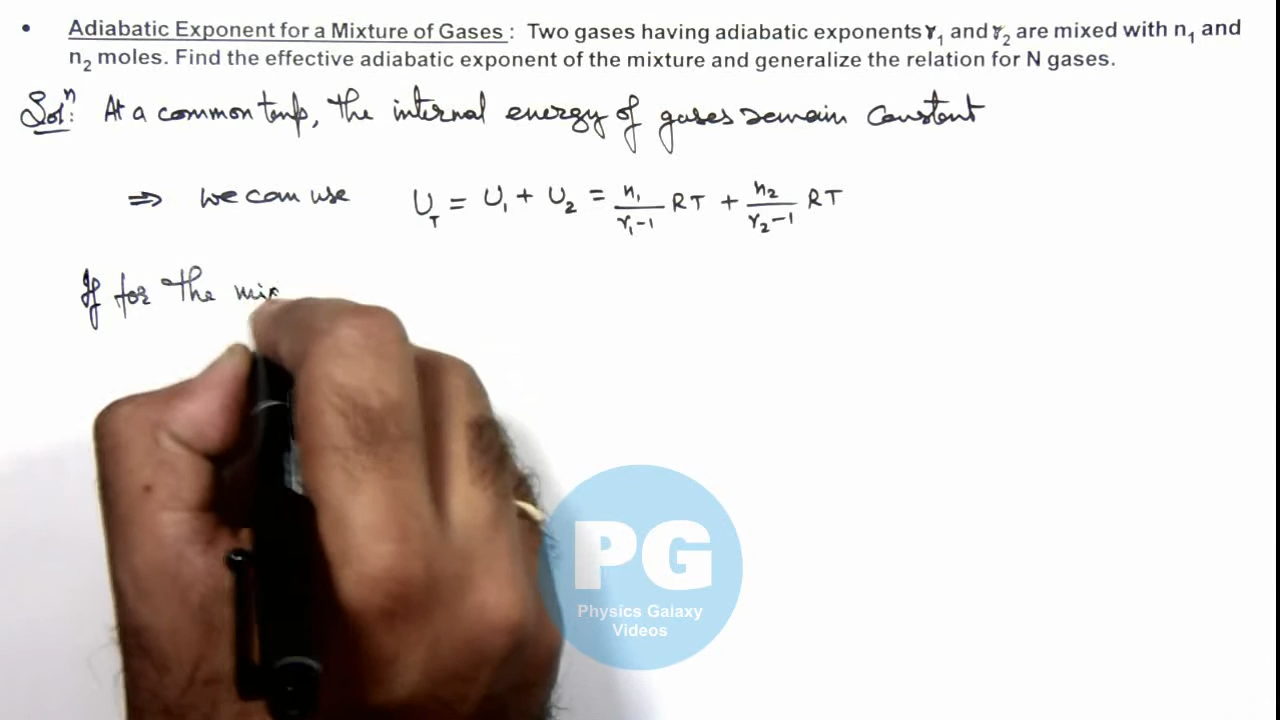 • Adiabatic Exponent for a Mixture of Gases : Two gases having adiabatic exponents γ₁ and γ₂ are mixed with n₁ and
n₂ moles. Find the effective adiabatic exponent of the mixture and generalize the relation for N gases.
Solⁿ: At a common temp, the internal energy of gases remain constant
⇒ we can use U_T = U₁ + U₂ = n₁/(γ₁-1) RT + n₂/(γ₂-1) RT
If for the mix
PG
Physics Galaxy
Videos